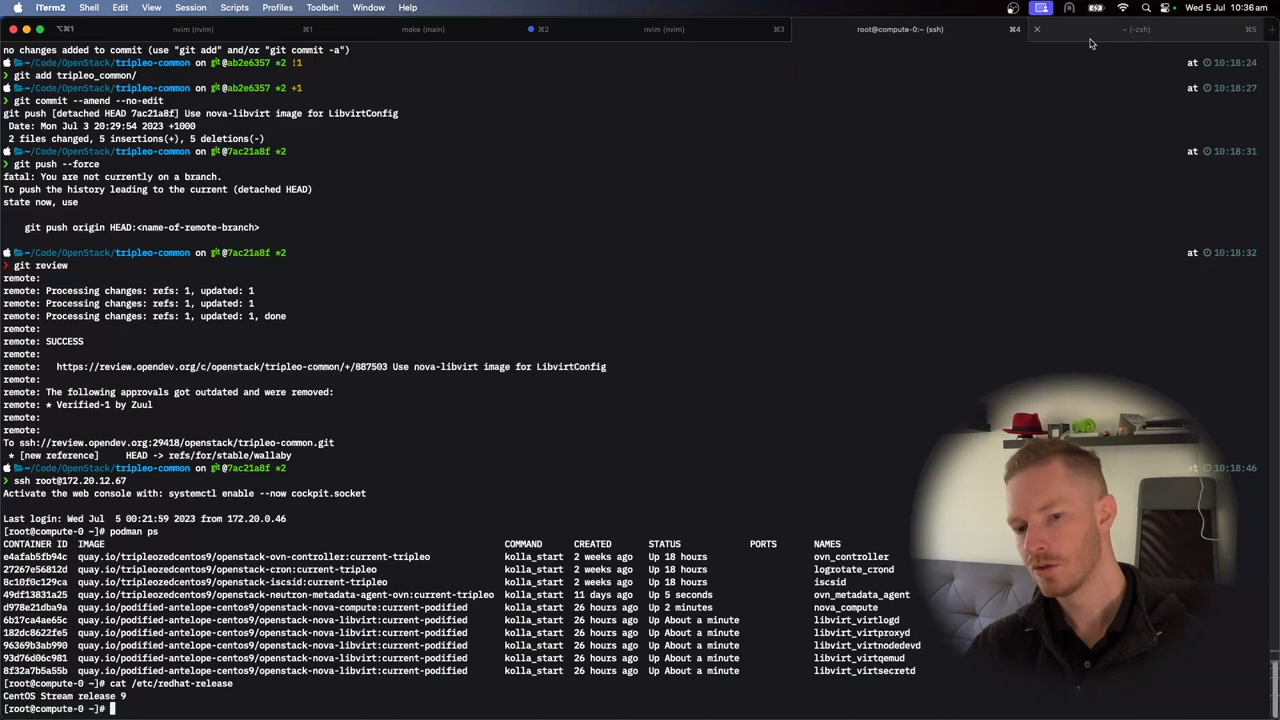 iTerm2 Shell Edit View Session Scripts Profiles Toolbelt Window Help Wed 5 Jul 10:36 am
⌥⌘1 nvim (nvim) ⌘1 make (main) ⌘2 nvim (nvim) ⌘3 root@compute-0:~ (ssh) ⌘4 ~ (-zsh) ⌘5
no changes added to commit (use "git add" and/or "git commit -a")
~/Code/OpenStack/tripleo-common on git@ab2e6357 *2 !1 at 10:18:24
❯ git add tripleo_common/
~/Code/OpenStack/tripleo-common on git@ab2e6357 *2 +1 at 10:18:27
❯ git commit --amend --no-edit
git push [detached HEAD 7ac21a8f] Use nova-libvirt image for LibvirtConfig
Date: Mon Jul 3 20:29:54 2023 +1000
2 files changed, 5 insertions(+), 5 deletions(-)
~/Code/OpenStack/tripleo-common on git@7ac21a8f *2 at 10:18:31
❯ git push --force
fatal: You are not currently on a branch.
To push the history leading to the current (detached HEAD)
state now, use
git push origin HEAD:<name-of-remote-branch>
~/Code/OpenStack/tripleo-common on git@7ac21a8f *2 at 10:18:32
❯ git review
remote:
remote: Processing changes: refs: 1, updated: 1
remote: Processing changes: refs: 1, updated: 1
remote: Processing changes: refs: 1, updated: 1, done
remote:
remote: SUCCESS
remote:
remote: https://review.opendev.org/c/openstack/tripleo-common/+/887503 Use nova-libvirt image for LibvirtConfig
remote:
remote: The following approvals got outdated and were removed:
remote: * Verified-1 by Zuul
remote:
remote:
To ssh://review.opendev.org:29418/openstack/tripleo-common.git
* [new reference] HEAD -> refs/for/stable/wallaby
~/Code/OpenStack/tripleo-common on git@7ac21a8f *2 at 10:18:46
❯ ssh root@172.20.12.67
Activate the web console with: systemctl enable --now cockpit.socket
Last login: Wed Jul 5 00:21:59 2023 from 172.20.0.46
[root@compute-0 ~]# podman ps
CONTAINER ID IMAGE COMMAND CREATED STATUS PORTS NAMES
e4afab5fb94c quay.io/tripleozedcentos9/openstack-ovn-controller:current-tripleo kolla_start 2 weeks ago Up 18 hours ovn_controller
27267e56812d quay.io/tripleozedcentos9/openstack-cron:current-tripleo kolla_start 2 weeks ago Up 18 hours logrotate_crond
8c10f0c129ca quay.io/tripleozedcentos9/openstack-iscsid:current-tripleo kolla_start 2 weeks ago Up 18 hours iscsid
49df13831a25 quay.io/tripleozedcentos9/openstack-neutron-metadata-agent-ovn:current-tripleo kolla_start 11 days ago Up 5 seconds ovn_metadata_agent
d978e21dba9a quay.io/podified-antelope-centos9/openstack-nova-compute:current-podified kolla_start 26 hours ago Up 2 minutes nova_compute
6b17ca4ae65c quay.io/podified-antelope-centos9/openstack-nova-libvirt:current-podified kolla_start 26 hours ago Up About a minute libvirt_virtlogd
182dc8622fe5 quay.io/podified-antelope-centos9/openstack-nova-libvirt:current-podified kolla_start 26 hours ago Up About a minute libvirt_virtproxyd
96369b3ab990 quay.io/podified-antelope-centos9/openstack-nova-libvirt:current-podified kolla_start 26 hours ago Up About a minute libvirt_virtnodedevd
93d76d06c981 quay.io/podified-antelope-centos9/openstack-nova-libvirt:current-podified kolla_start 26 hours ago Up About a minute libvirt_virtqemud
8f32a7b5a55b quay.io/podified-antelope-centos9/openstack-nova-libvirt:current-podified kolla_start 26 hours ago Up About a minute libvirt_virtsecretd
[root@compute-0 ~]# cat /etc/redhat-release
CentOS Stream release 9
[root@compute-0 ~]#